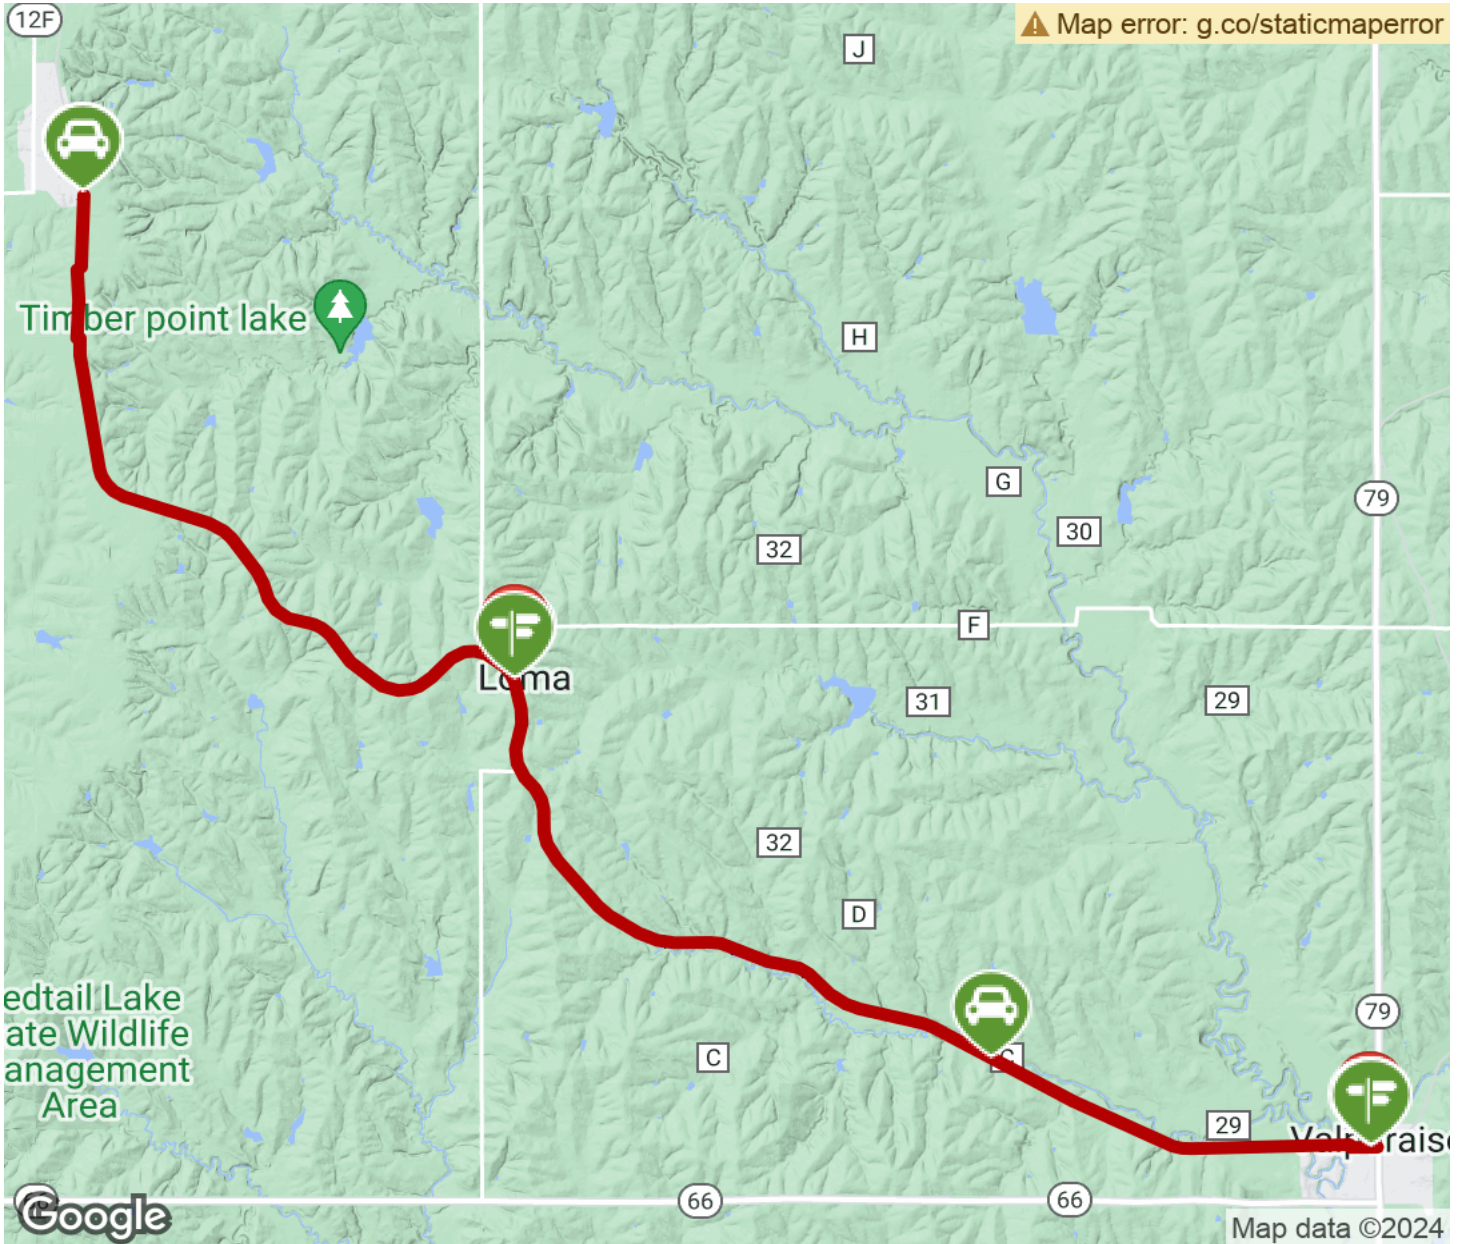 12F
Map error: g.co/staticmaperror
J
Timber point lake
H
G
79
30
32
F
Loma
31
29
32
D
edtail Lake
ate Wildlife
anagement
Area
79
C
C
29
Valparaiso
66
66
Google
Map data ©2024